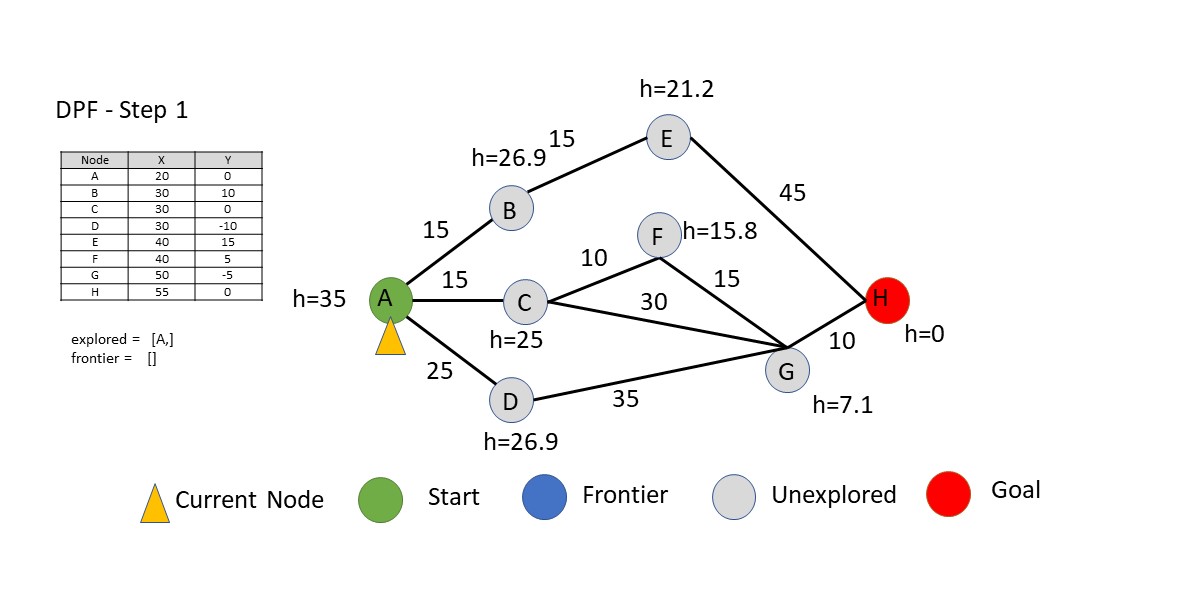 DPF - Step 1
Node X Y
A 20 0
B 30 10
C 30 0
D 30 -10
E 40 15
F 40 5
G 50 -5
H 55 0
explored = [A,]
frontier = []
h=21.2
E
15
h=26.9
B
45
15
F
h=15.8
10
15
15
h=35
A
C
30
H
h=25
10
h=0
25
G
D
35
h=7.1
h=26.9
Current Node
Start
Frontier
Unexplored
Goal